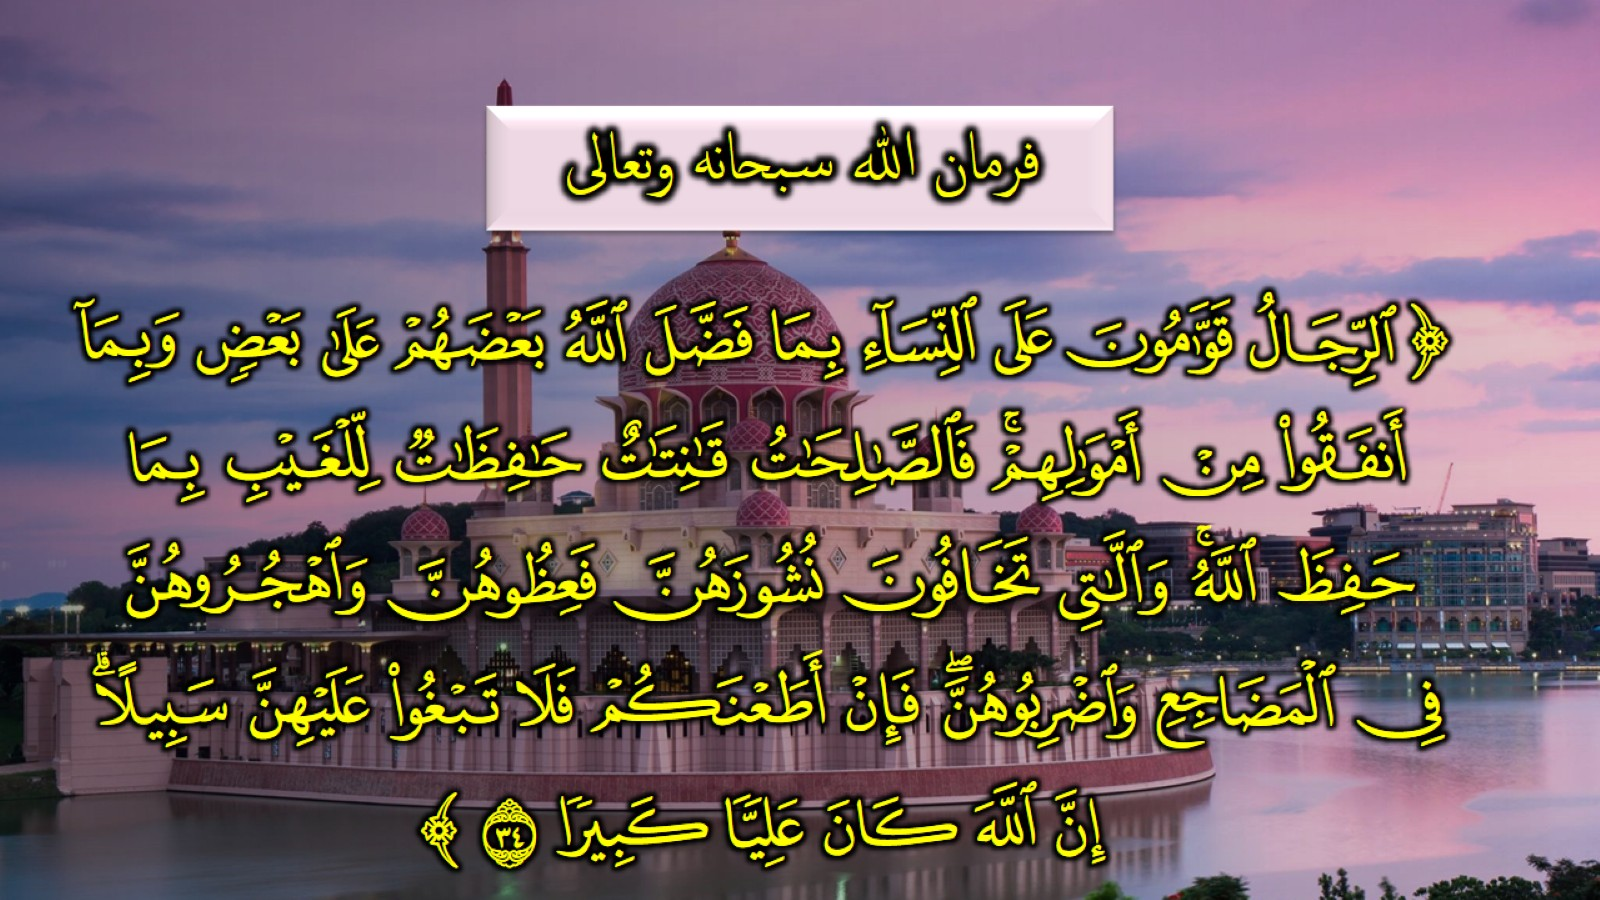 فرمان الله سبحانه وتعالى
﴿ ٱلرِّجَالُ قَوَّٰمُونَ عَلَى ٱلنِّسَآءِ بِمَا فَضَّلَ ٱللَّهُ بَعۡضَهُمۡ عَلَىٰ بَعۡضٖ وَبِمَآ
أَنفَقُواْ مِنۡ أَمۡوَٰلِهِمۡۚ فَٱلصَّٰلِحَٰتُ قَٰنِتَٰتٌ حَٰفِظَٰتٞ لِّلۡغَيۡبِ بِمَا
حَفِظَ ٱللَّهُۚ وَٱلَّٰتِي تَخَافُونَ نُشُوزَهُنَّ فَعِظُوهُنَّ وَٱهۡجُرُوهُنَّ
فِي ٱلۡمَضَاجِعِ وَٱضۡرِبُوهُنَّۖ فَإِنۡ أَطَعۡنَكُمۡ فَلَا تَبۡغُواْ عَلَيۡهِنَّ سَبِيلًاۗ
إِنَّ ٱللَّهَ كَانَ عَلِيّٗا كَبِيرٗا ٣٤ ﴾